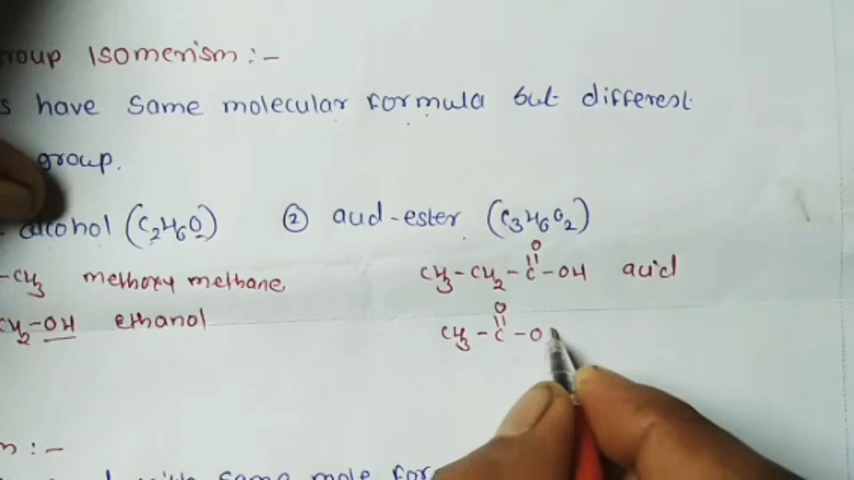 roup Isomerism :-
s have same molecular formula but different
group.
alcohol (C2H6O) ② acid-ester (C3H6O2)
-CH3 methoxy methane CH3-CH2-C(=O)-OH acid
CH2-OH ethanol CH3-C(=O)-O
m :-
with same mole for